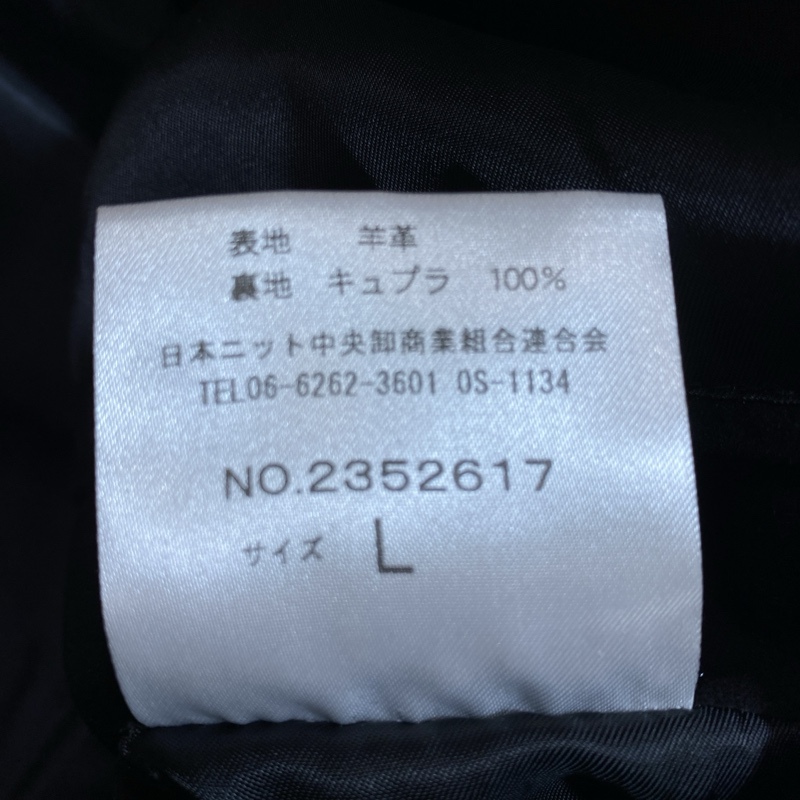 表地 羊革
裏地 キュプラ 100%
日本ニット中央卸商業組合連合会
TEL06-6262-3601 OS-1134
NO.2352617
サイズ L